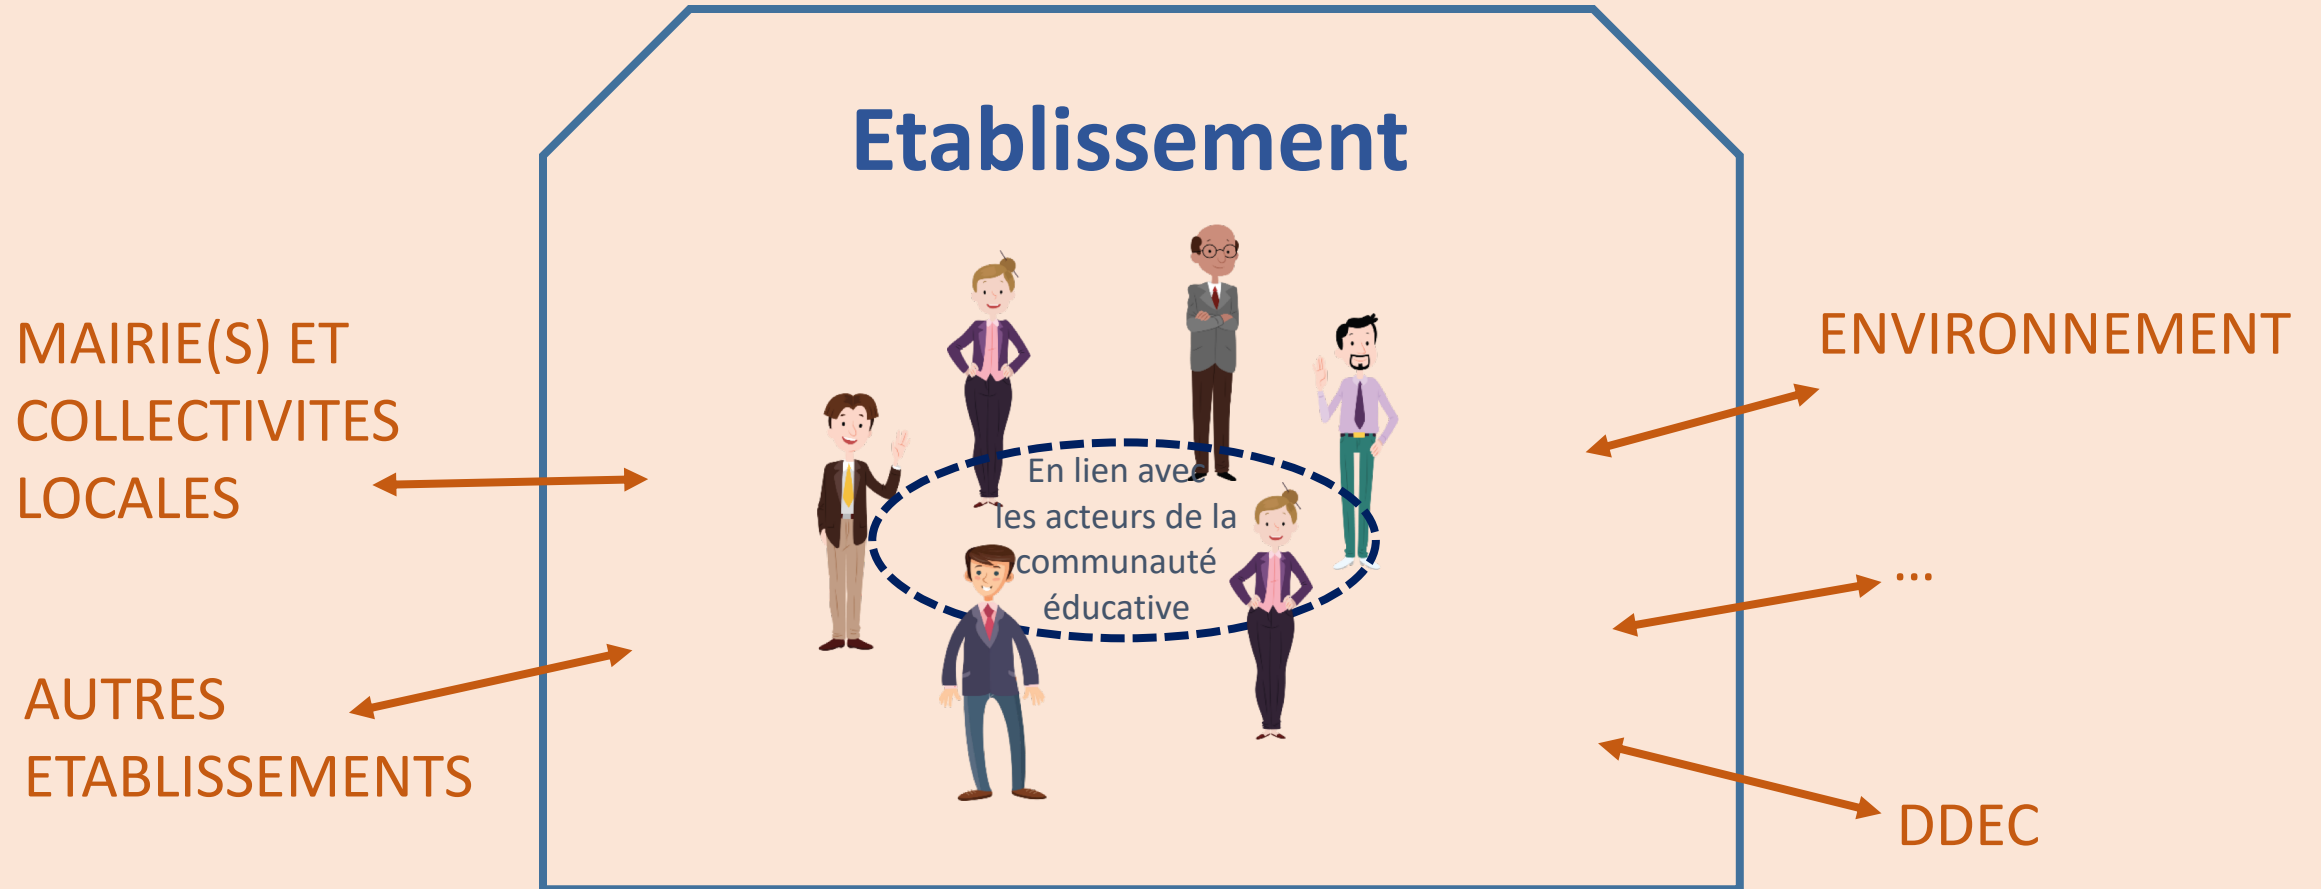 Etablissement
MAIRIE(S) ET
COLLECTIVITES
LOCALES
AUTRES
ETABLISSEMENTS
En lien avec
les acteurs de la
communauté
éducative
ENVIRONNEMENT
...
DDEC